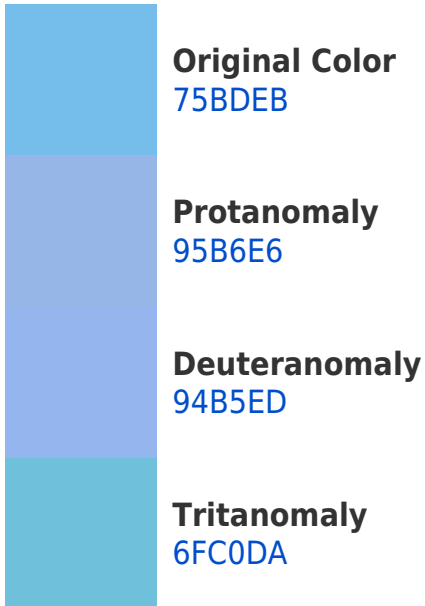 Original Color
75BDEB
Protanomaly
95B6E6
Deuteranomaly
94B5ED
Tritanomaly
6FC0DA